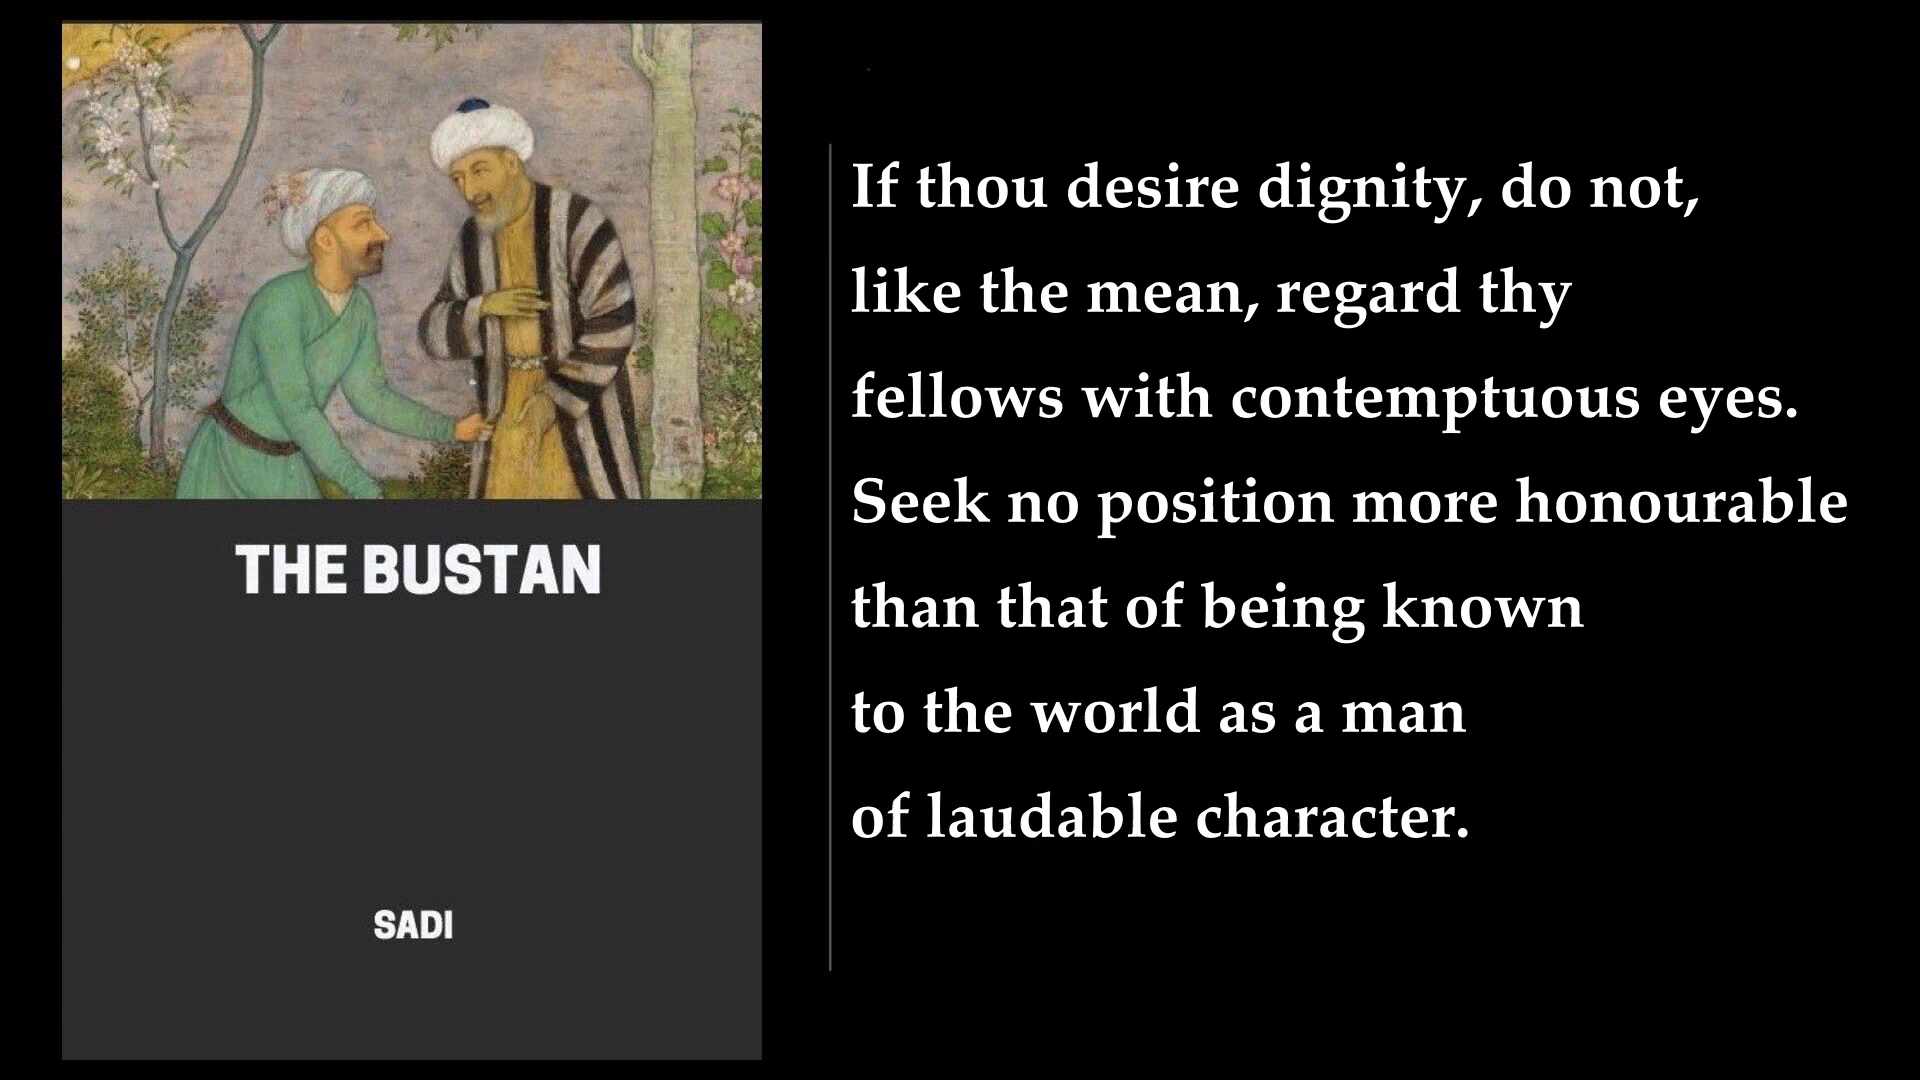 THE BUSTAN
SADI
If thou desire dignity, do not,
like the mean, regard thy
fellows with contemptuous eyes.
Seek no position more honourable
than that of being known
to the world as a man
of laudable character.